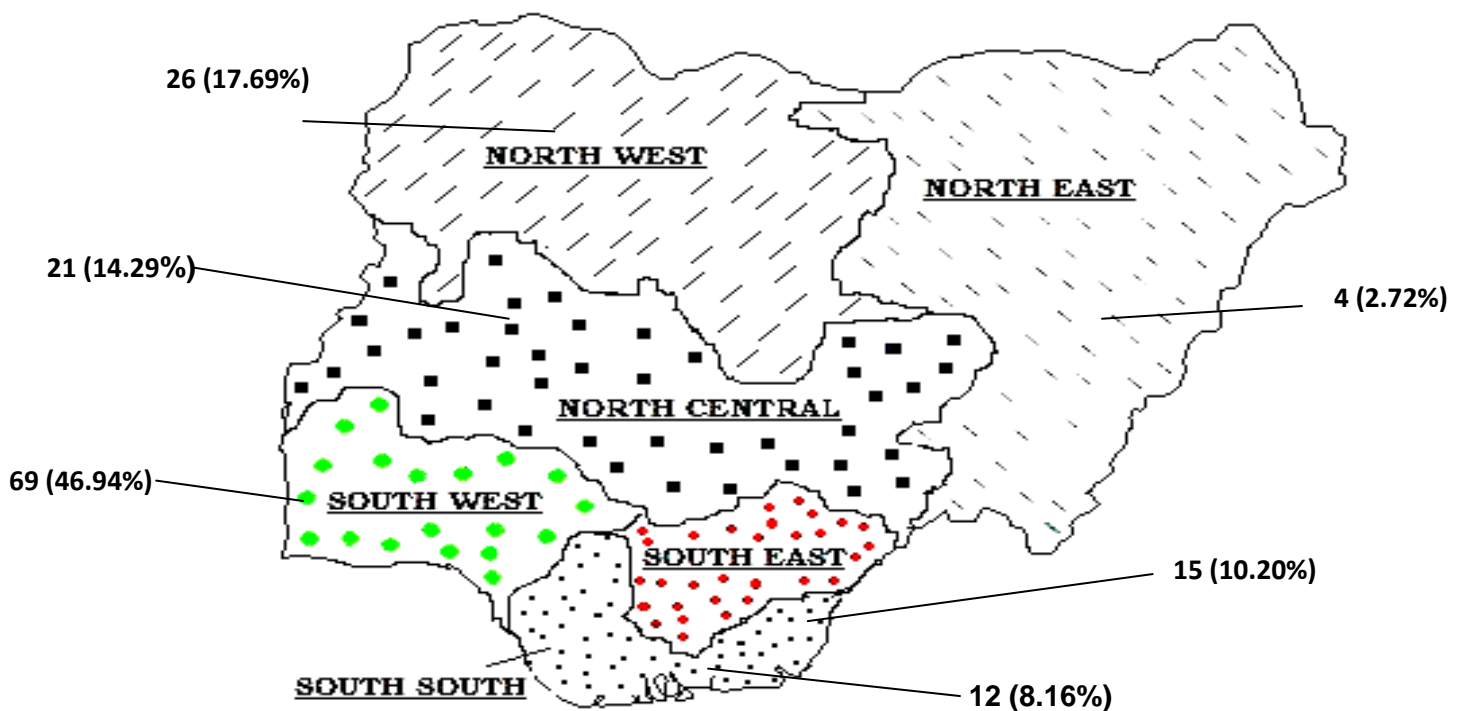 26 (17.69%)
NORTH WEST
NORTH EAST
21 (14.29%)
4 (2.72%)
NORTH CENTRAL
69 (46.94%)
SOUTH WEST
SOUTH EAST
15 (10.20%)
SOUTH SOUTH
12 (8.16%)